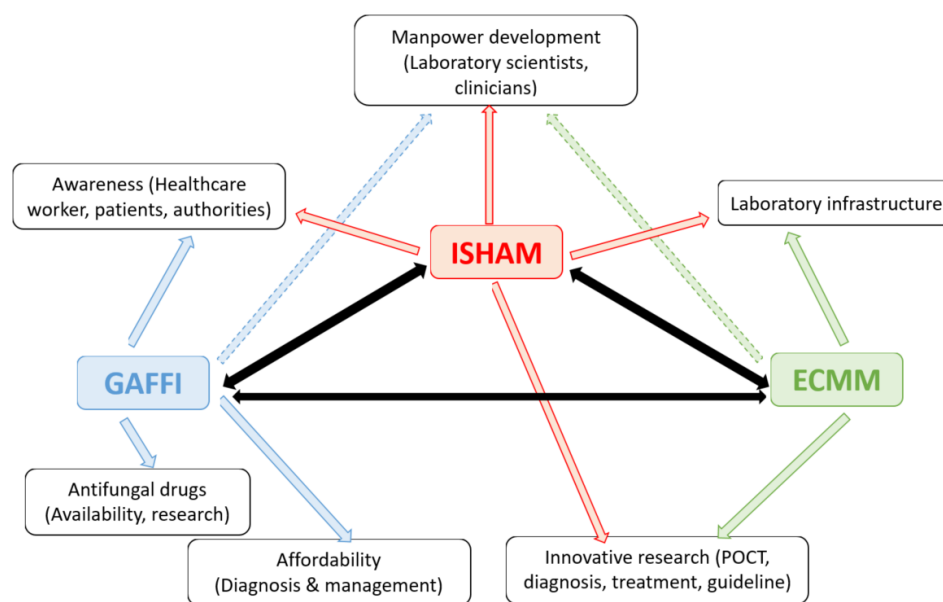 Manpower development
(Laboratory scientists,
clinicians)
Awareness (Healthcare
worker, patients, authorities)
Laboratory infrastructure
ISHAM
GAFFI
ECMM
Antifungal drugs
(Availability, research)
Affordability
(Diagnosis & management)
Innovative research (POCT,
diagnosis, treatment, guideline)